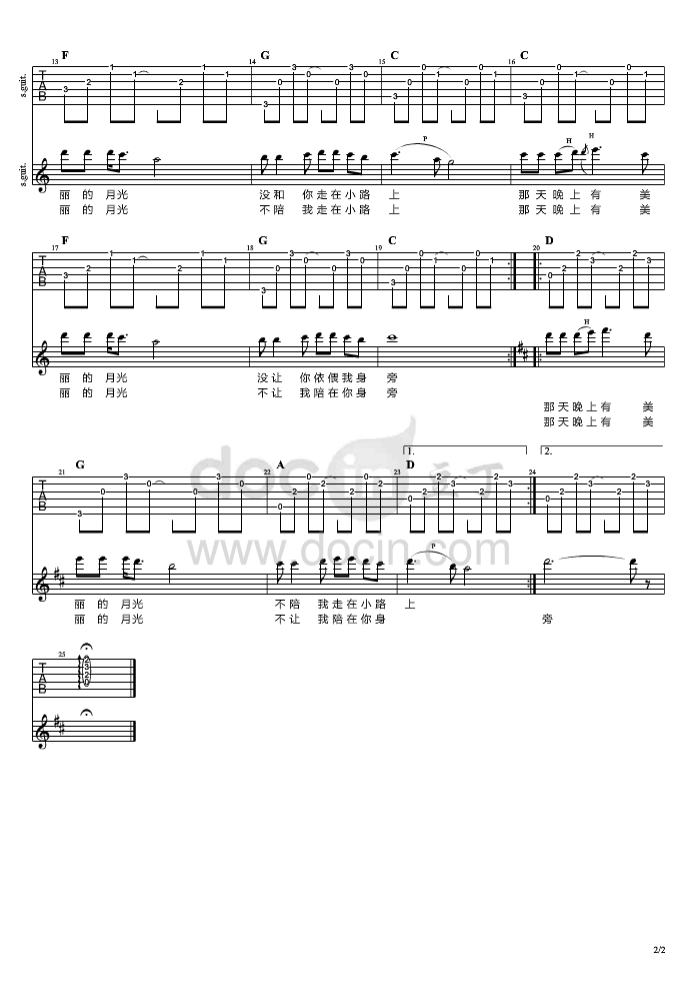 F G C C
13 14 15 16
s.guit.
s.guit.
P H H
丽 的 月 光 没 和 你 走 在 小 路 上 那 天 晚 上 有 美
丽 的 月 光 不 陪 我 走 在 小 路 上 那 天 晚 上 有 美
F G C D
17 18 19 20
H
丽 的 月 光 没 让 你 依 偎 我 身 旁
丽 的 月 光 不 让 我 陪 在 你 身 旁
那 天 晚 上 有 美
那 天 晚 上 有 美
G A D
1. 2.
21 22 23 24
docin 豆丁
www.docin.com
P
丽 的 月 光 不 陪 我 走 在 小 路 上
丽 的 月 光 不 让 我 陪 在 你 身 旁
25
2/2